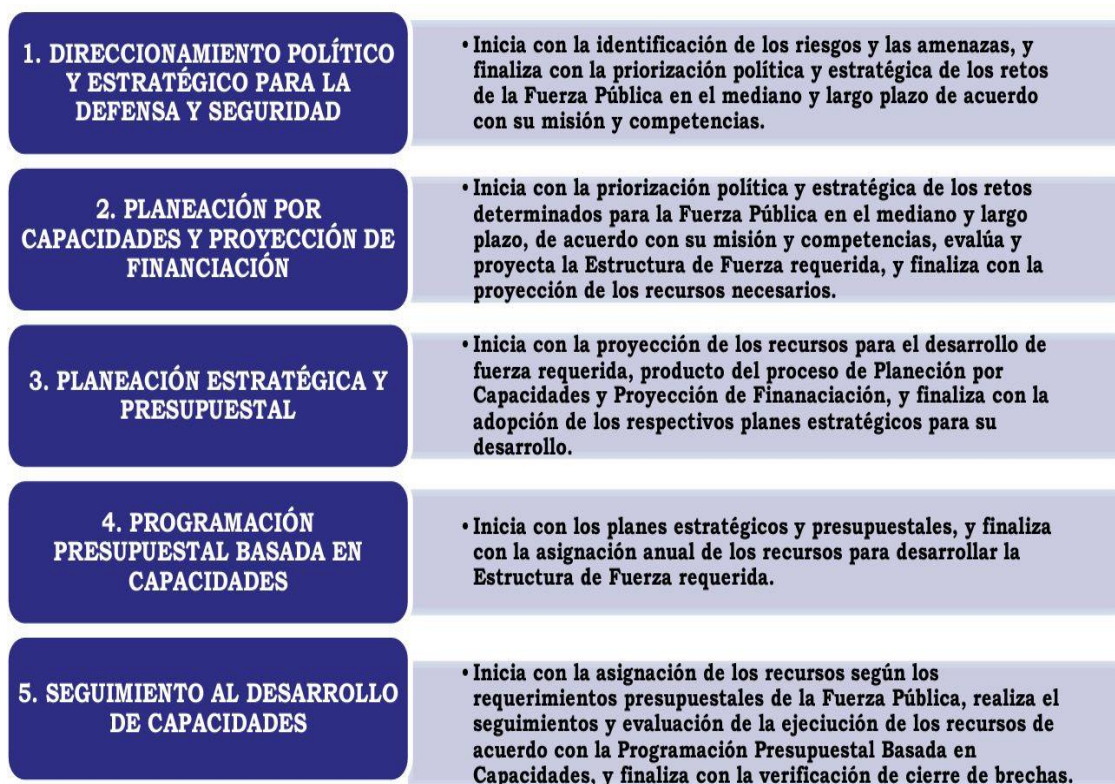 1. DIRECCIONAMIENTO POLÍTICO
Y ESTRATÉGICO PARA LA
DEFENSA Y SEGURIDAD
• Inicia con la identificación de los riesgos y las amenazas, y
finaliza con la priorización política y estratégica de los retos
de la Fuerza Pública en el mediano y largo plazo de acuerdo
con su misión y competencias.
2. PLANEACIÓN POR
CAPACIDADES Y PROYECCIÓN DE
FINANCIACIÓN
• Inicia con la priorización política y estratégica de los retos
determinados para la Fuerza Pública en el mediano y largo
plazo, de acuerdo con su misión y competencias, evalúa y
proyecta la Estructura de Fuerza requerida, y finaliza con la
proyección de los recursos necesarios.
3. PLANEACIÓN ESTRATÉGICA Y
PRESUPUESTAL
• Inicia con la proyección de los recursos para el desarrollo de
fuerza requerida, producto del proceso de Planeción por
Capacidades y Proyección de Finanaciación, y finaliza con la
adopción de los respectivos planes estratégicos para su
desarrollo.
4. PROGRAMACIÓN
PRESUPUESTAL BASADA EN
CAPACIDADES
• Inicia con los planes estratégicos y presupuestales, y finaliza
con la asignación anual de los recursos para desarrollar la
Estructura de Fuerza requerida.
5. SEGUIMIENTO AL DESARROLLO
DE CAPACIDADES
• Inicia con la asignación de los recursos según los
requerimientos presupuestales de la Fuerza Pública, realiza el
seguimientos y evaluación de la ejeciución de los recursos de
acuerdo con la Programación Presupuestal Basada en
Capacidades, y finaliza con la verificación de cierre de brechas.